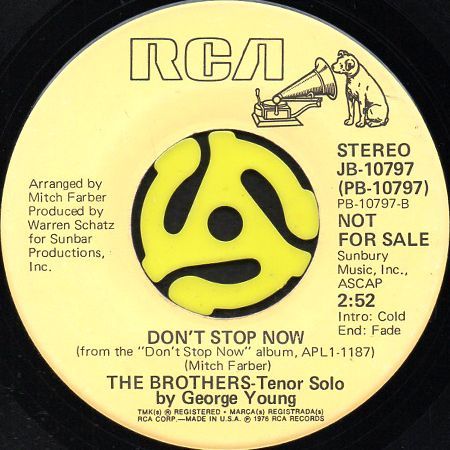 RCA
STEREO
JB-10797
(PB-10797)
PB-10797-B
NOT
FOR SALE
Sunbury
Music, Inc.,
ASCAP
2:52
Intro: Cold
End: Fade
Arranged by
Mitch Farber
Produced by
Warren Schatz
for Sunbar
Productions,
Inc.
DON'T STOP NOW
(from the "Don't Stop Now" album, APL1-1187)
(Mitch Farber)
THE BROTHERS-Tenor Solo
by George Young
TMK(s) ® REGISTERED • MARCA(s) REGISTRADA(s)
RCA CORP.—MADE IN U.S.A. ℗ 1976 RCA RECORDS